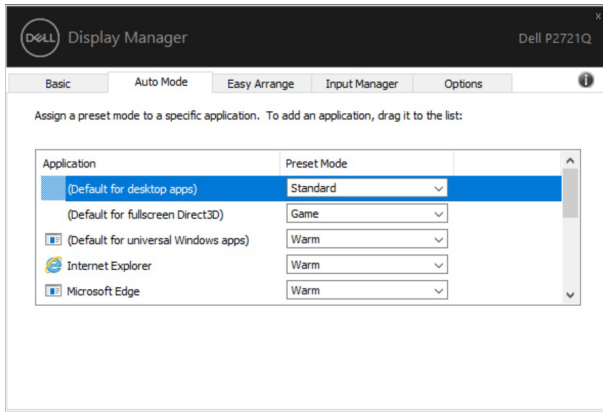 x
DELL Display Manager Dell P2721Q
Basic Auto Mode Easy Arrange Input Manager Options i
Assign a preset mode to a specific application. To add an application, drag it to the list:
Application Preset Mode
(Default for desktop apps) Standard
(Default for fullscreen Direct3D) Game
(Default for universal Windows apps) Warm
Internet Explorer Warm
Microsoft Edge Warm